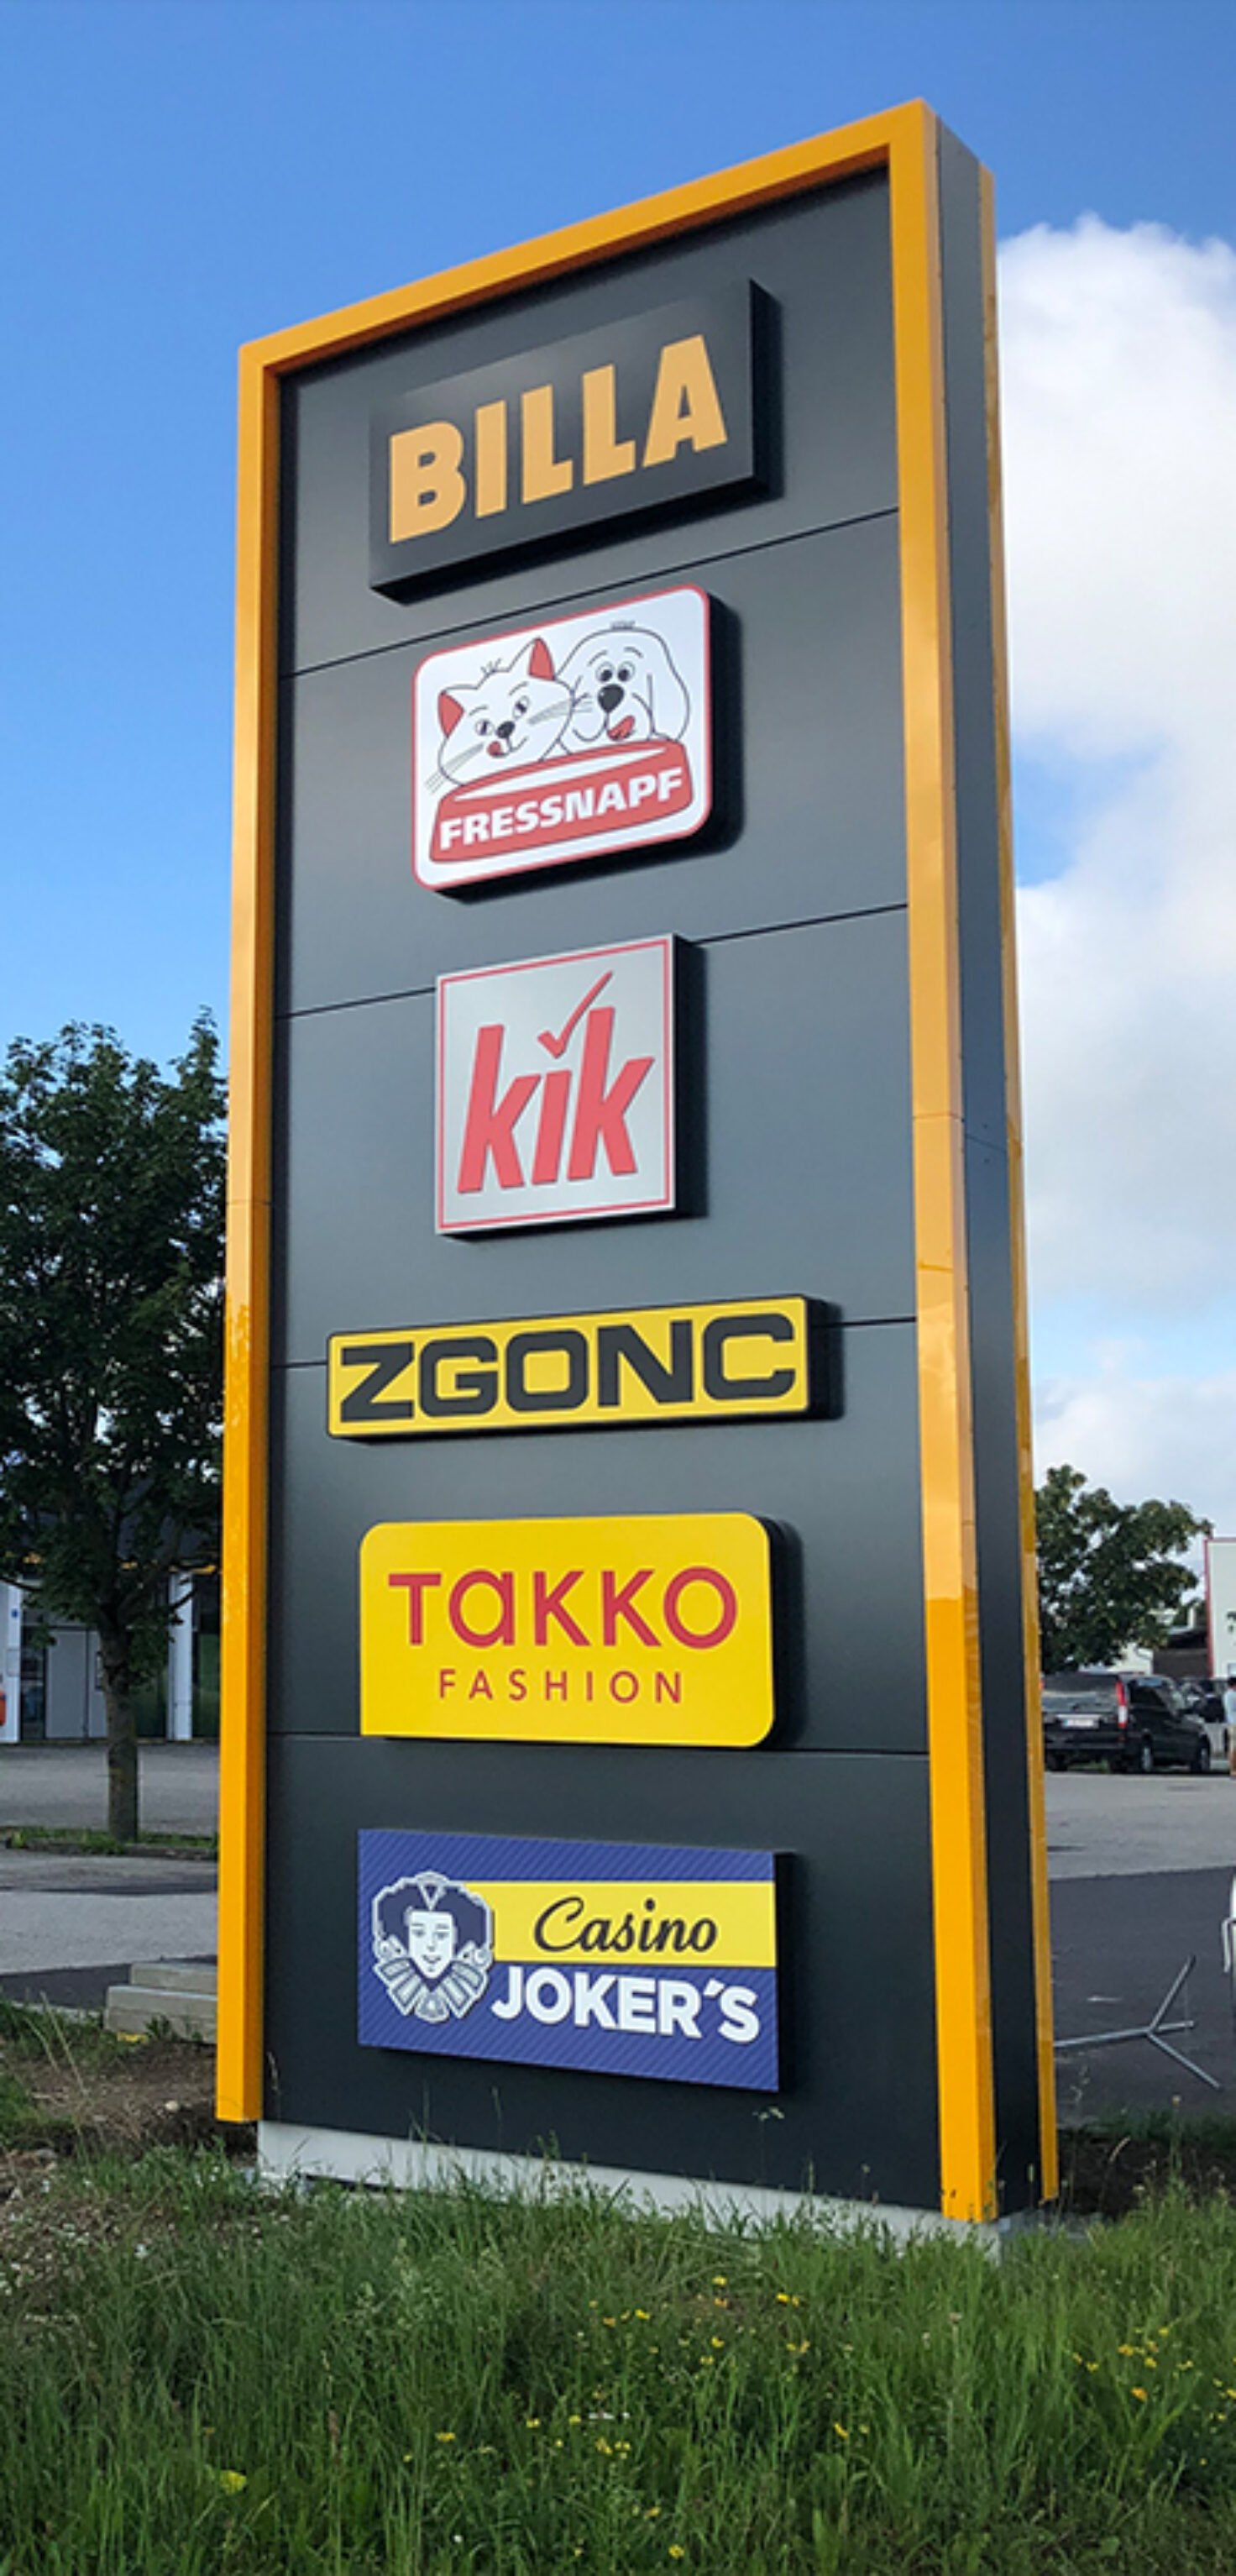 BILLA
FRESSNAPF
kik
ZGONC
TaKKO
FASHION
Casino
JOKER'S